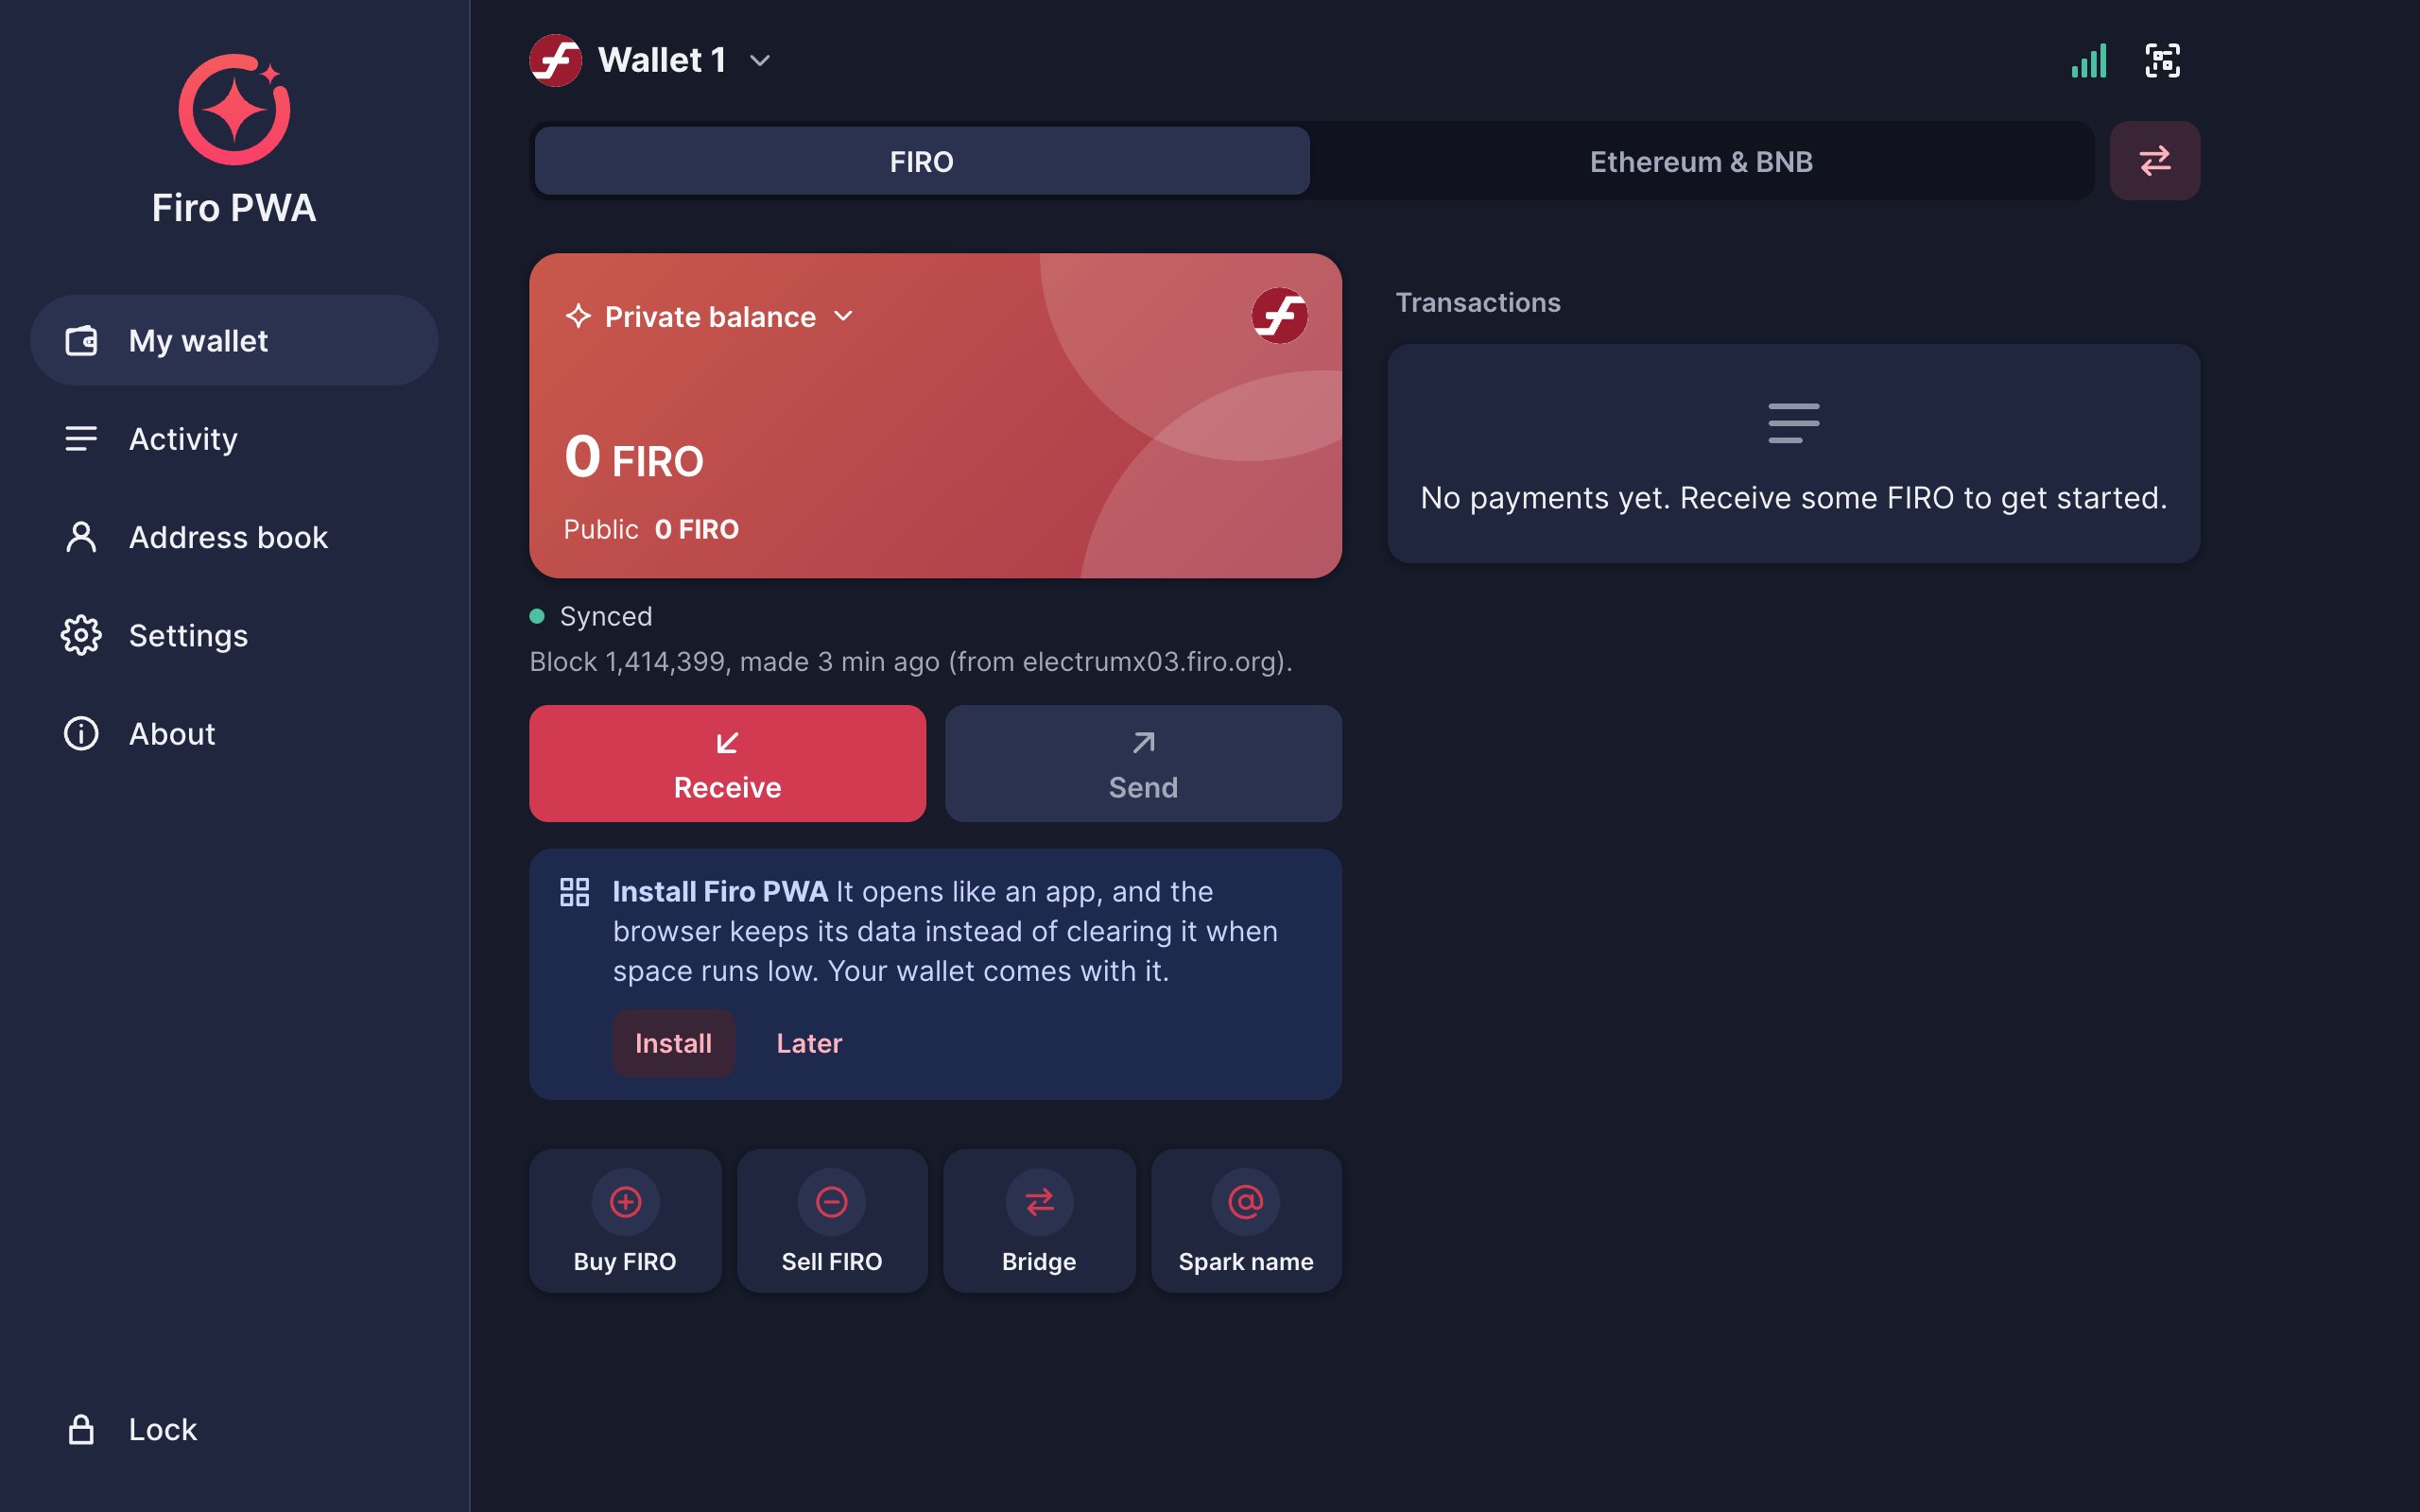 Firo PWA
My wallet
Activity
Address book
Settings
About
Lock
Wallet 1
FIRO
Ethereum & BNB
Private balance
0 FIRO
Public 0 FIRO
Synced
Block 1,414,399, made 3 min ago (from electrumx03.firo.org).
Receive
Send
Install Firo PWA It opens like an app, and the
browser keeps its data instead of clearing it when
space runs low. Your wallet comes with it.
Install
Later
Buy FIRO
Sell FIRO
Bridge
Spark name
Transactions
No payments yet. Receive some FIRO to get started.